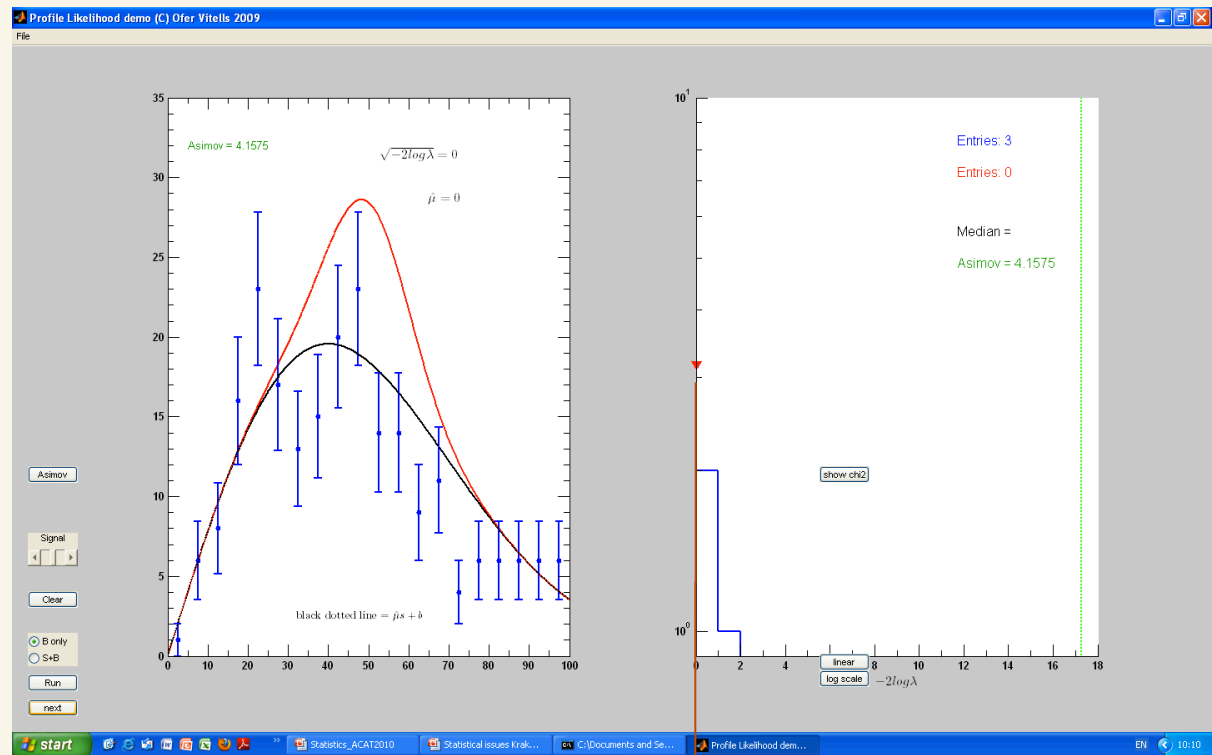 Profile Likelihood demo (C) Ofer Vitells 2009
File
35
30
25
20
15
10
5
0
Asimov = 4.1575
√−2logλ = 0
μ̂ = 0
black dotted line = μ̂s + b
0 10 20 30 40 50 60 70 80 90 100
Asimov
Signal
Clear
B only
S+B
Run
next
10¹
10⁰
Entries: 3
Entries: 0
Median =
Asimov = 4.1575
show chi2
0 2 4 6 8 10 12 14 16 18
linear
log scale
−2logλ
start
Statistics_ACAT2010
Statistical issues Krak...
C:\Documents and Se...
Profile Likelihood dem...
EN
10:10